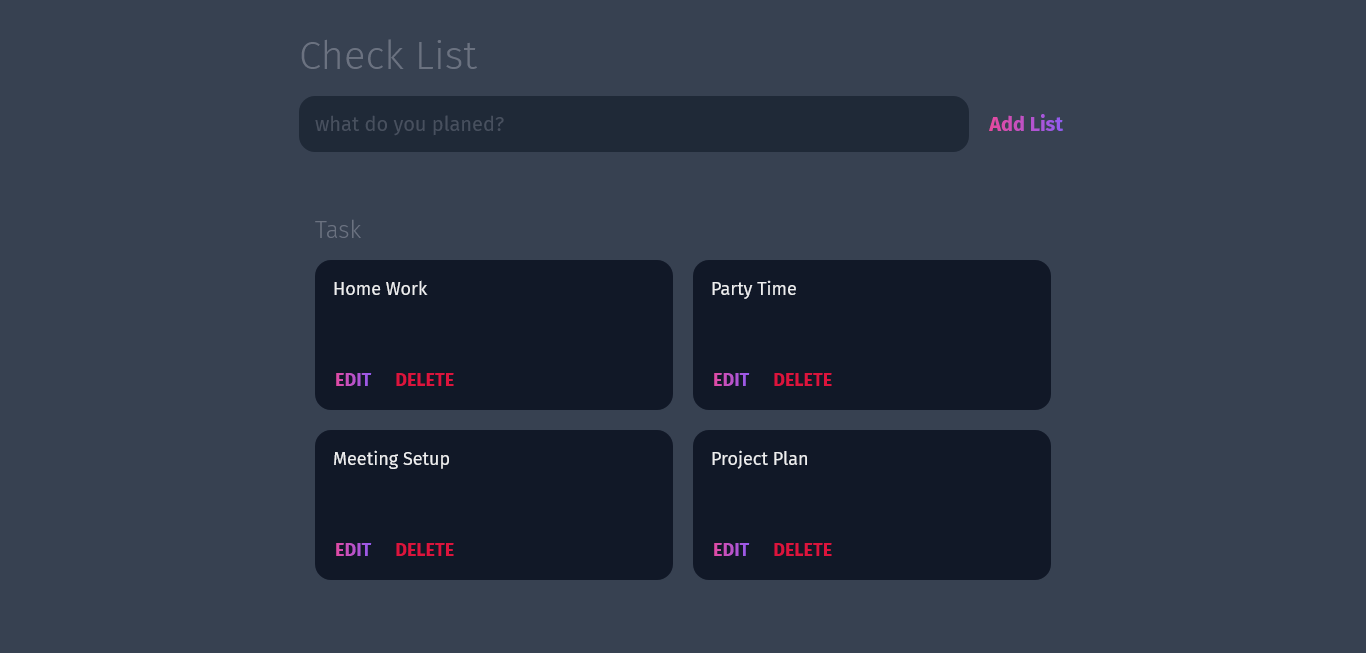 Check List
what do you planed?
Add List
Task
Home Work
EDIT DELETE
Party Time
EDIT DELETE
Meeting Setup
EDIT DELETE
Project Plan
EDIT DELETE